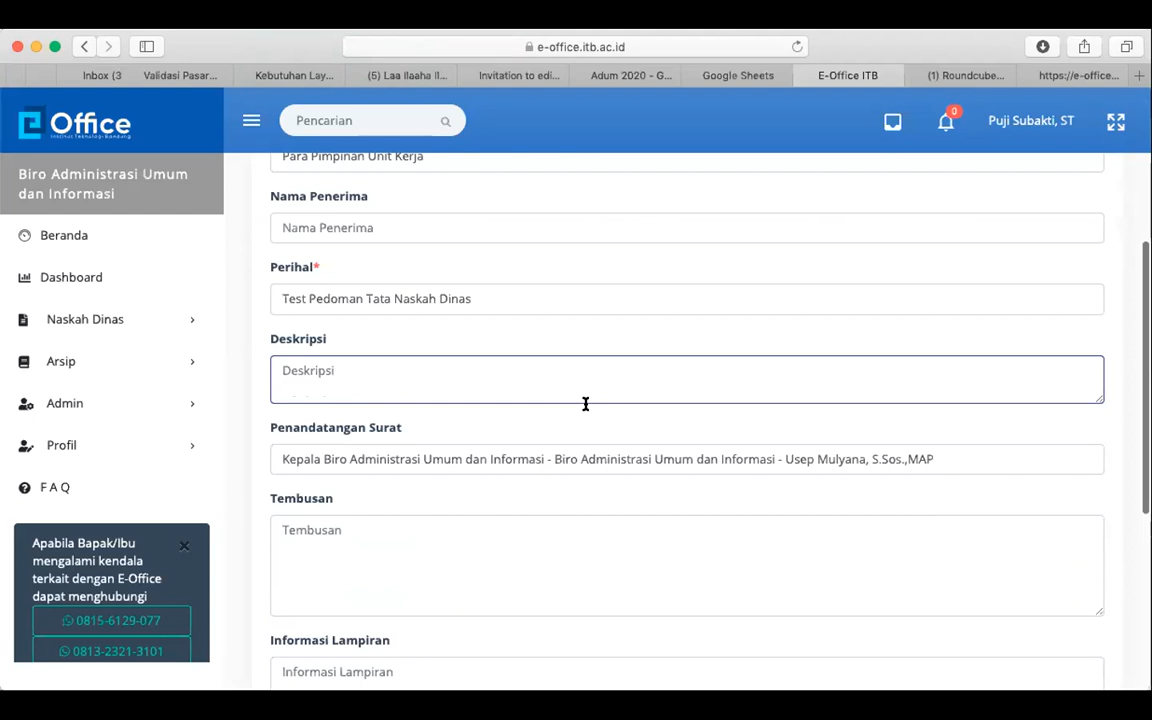 e-office.itb.ac.id
Inbox (3
Validasi Pasar...
Kebutuhan Lay...
(5) Laa Ilaaha Il...
Invitation to edi...
Adum 2020 - G...
Google Sheets
E-Office ITB
(1) Roundcube...
https://e-office...
Office
Institut Teknologi Bandung
Pencarian
0
Puji Subakti, ST
Biro Administrasi Umum
dan Informasi
Beranda
Dashboard
Naskah Dinas
Arsip
Admin
Profil
F A Q
Apabila Bapak/Ibu
mengalami kendala
terkait dengan E-Office
dapat menghubungi
0815-6129-077
0813-2321-3101
Para Pimpinan Unit Kerja
Nama Penerima
Nama Penerima
Perihal*
Test Pedoman Tata Naskah Dinas
Deskripsi
Deskripsi
Penandatangan Surat
Kepala Biro Administrasi Umum dan Informasi - Biro Administrasi Umum dan Informasi - Usep Mulyana, S.Sos.,MAP
Tembusan
Tembusan
Informasi Lampiran
Informasi Lampiran